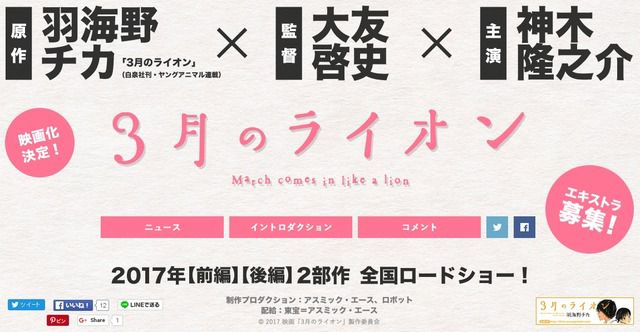 原作
羽海野
チカ
「3月のライオン」
(白泉社刊・ヤングアニマル連載)
×
監督
大友
啓史
×
主演
神木
隆之介
映画化
決定！
3月のライオン
March comes in like a lion
エキストラ
募集！
ニュース
イントロダクション
コメント
2017年【前編】【後編】2部作 全国ロードショー！
制作プロダクション：アスミック・エース、ロボット
配給：東宝＝アスミック・エース
© 2017 映画「3月のライオン」製作委員会
ツイート
いいね！
12
LINEで送る
Pin
Share
1
3月のライオン
羽海野チカ